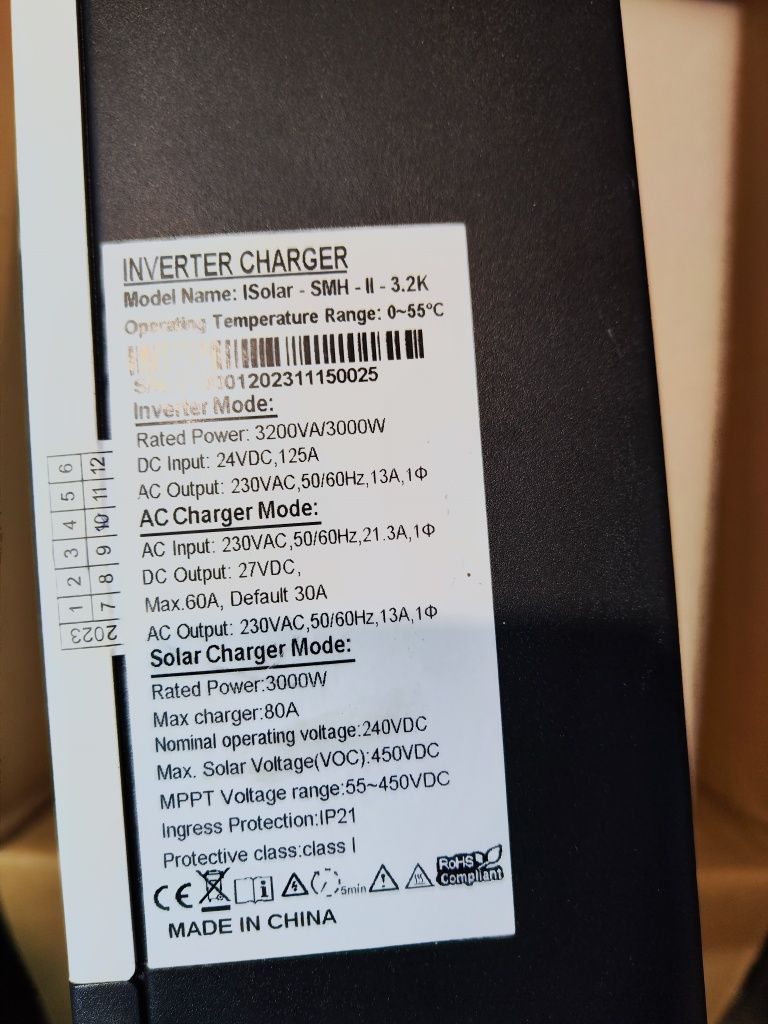 INVERTER CHARGER
Model Name: ISolar - SMH - II - 3.2K
Operating Temperature Range: 0~55°C
01202311150025
Inverter Mode:
Rated Power: 3200VA/3000W
DC Input: 24VDC,125A
AC Output: 230VAC,50/60Hz,13A,1Φ
AC Charger Mode:
AC Input: 230VAC,50/60Hz,21.3A,1Φ
DC Output: 27VDC,
Max.60A, Default 30A
AC Output: 230VAC,50/60Hz,13A,1Φ
Solar Charger Mode:
Rated Power:3000W
Max charger:80A
Nominal operating voltage:240VDC
Max. Solar Voltage(VOC):450VDC
MPPT Voltage range:55~450VDC
Ingress Protection:IP21
Protective class:class I
CE 5min RoHS
Compliant
MADE IN CHINA
2023 1 2 3 4 5 6
7 8 9 10 11 12